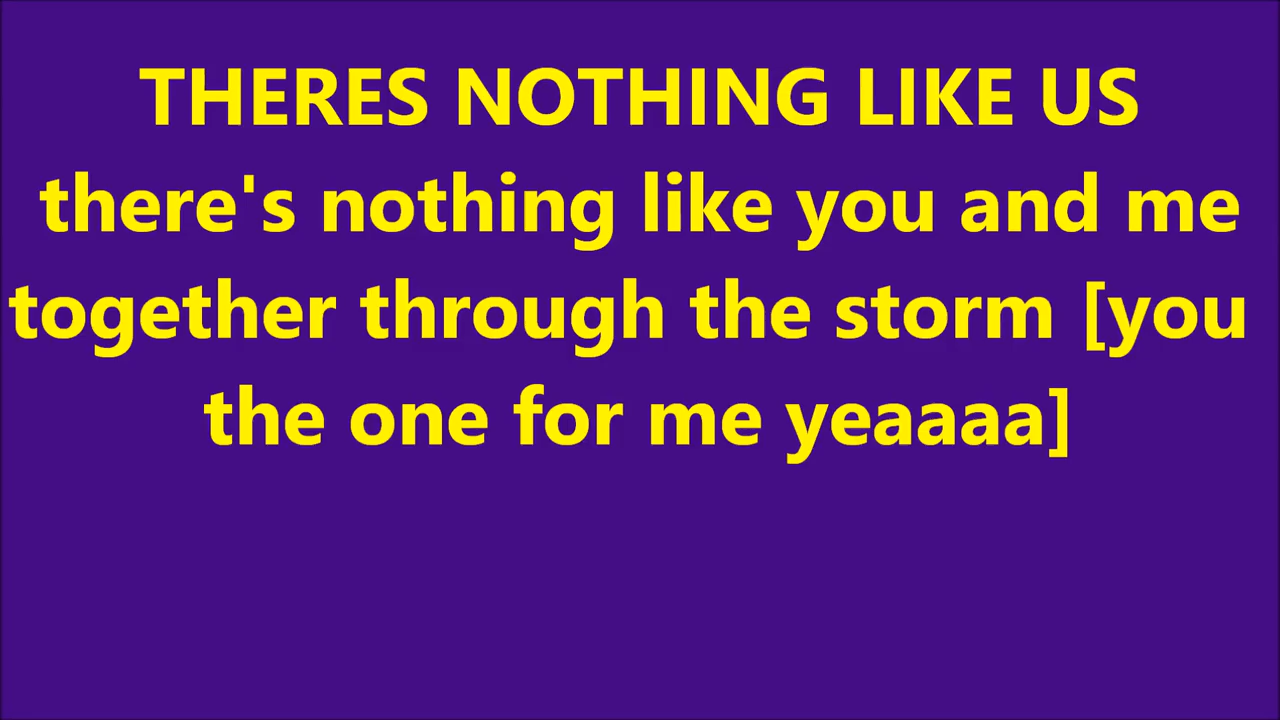 THERES NOTHING LIKE US
there's nothing like you and me
together through the storm [you
the one for me yeaaaa]